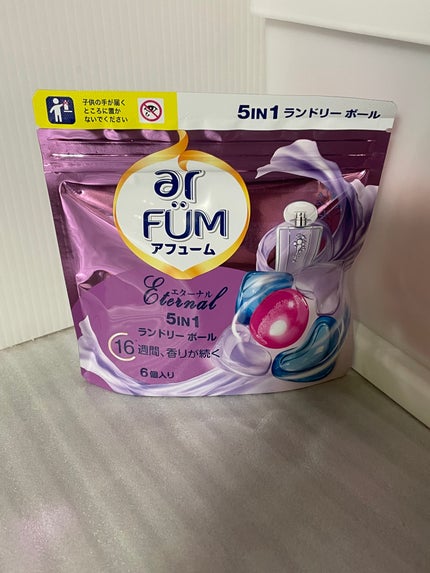 子供の手が届く
ところに置か
ないでください
5IN1 ランドリー ボール
ar
FÜM
アフューム
エターナル
Eternal
5IN1
ランドリー ボール
16週間、香りが続く
6個入り